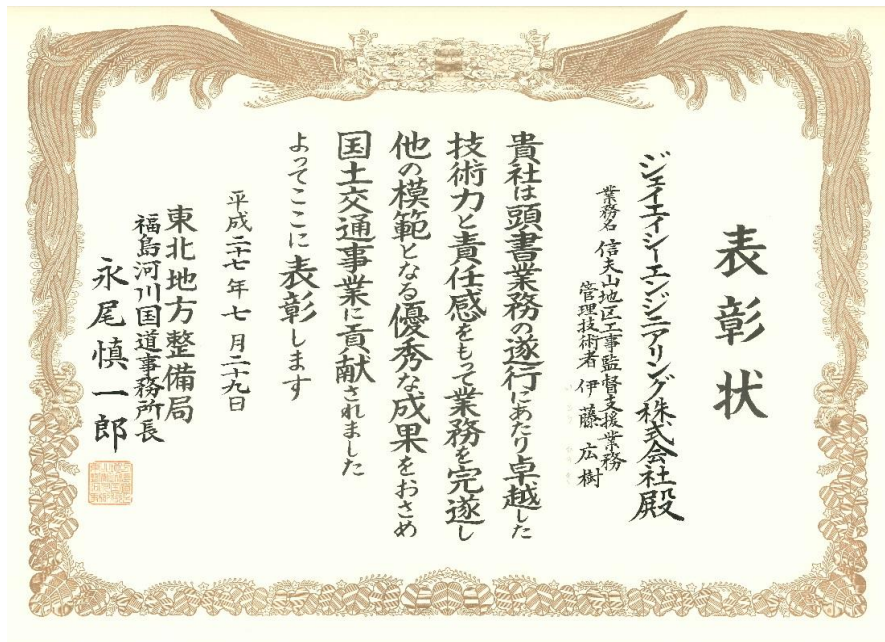 表彰状
ジェイエイシーエンジニアリング株式会社殿
業務名 信夫山地区工事監督支援業務
管理技術者 伊藤広樹
貴社は頭書業務の遂行にあたり卓越した
技術力と責任感をもって業務を完遂し
他の模範となる優秀な成果をおさめ
国土交通事業に貢献されました
よってここに表彰します
平成二十七年七月二十九日
東北地方整備局
福島河川国道事務所長
永尾慎一郎